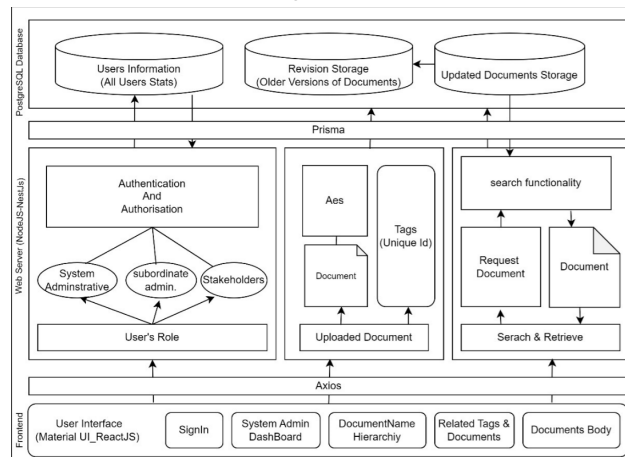 PostgreSQL Database
Users Information
(All Users Stats)
Revision Storage
(Older Versions of Documents)
Updated Documents Storage
Prisma
Web Server (NodeJS-NestJs)
Authentication
And
Authorisation
System
Adminstrative
subordinate
admin.
Stakeholders
User's Role
Aes
Document
Tags
(Unique Id)
Uploaded Document
search functionality
Request
Document
Document
Serach & Retrieve
Axios
Frontend
User Interface
(Material UI_ReactJS)
SignIn
System Admin
DashBoard
DocumentName
Hierarchiy
Related Tags &
Documents
Documents Body